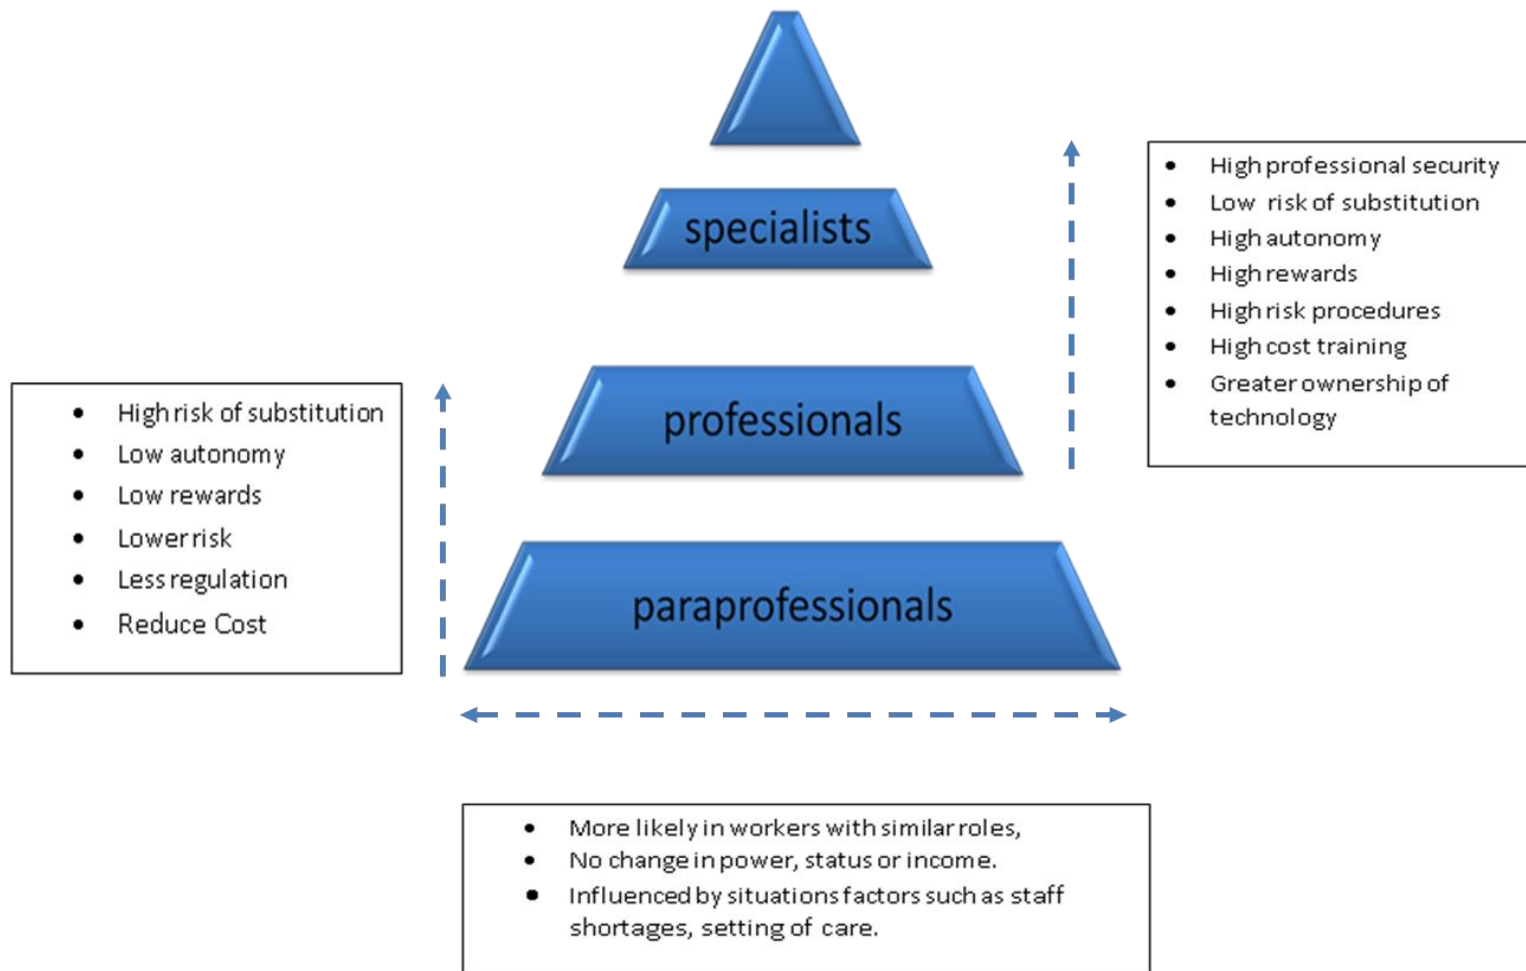 specialists
professionals
paraprofessionals
• High risk of substitution
• Low autonomy
• Low rewards
• Lower risk
• Less regulation
• Reduce Cost
• High professional security
• Low risk of substitution
• High autonomy
• High rewards
• High risk procedures
• High cost training
• Greater ownership of
technology
• More likely in workers with similar roles,
• No change in power, status or income.
• Influenced by situations factors such as staff
shortages, setting of care.